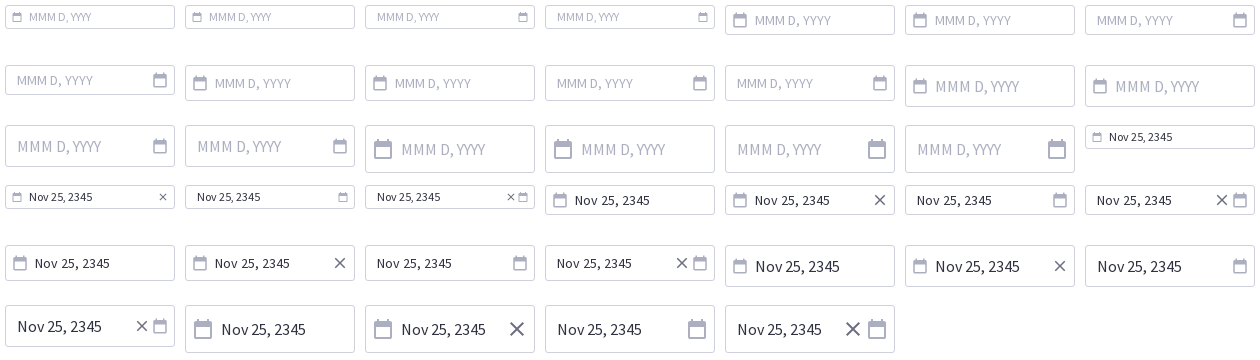 MMM D, YYYY MMM D, YYYY MMM D, YYYY MMM D, YYYY MMM D, YYYY MMM D, YYYY MMM D, YYYY
MMM D, YYYY MMM D, YYYY MMM D, YYYY MMM D, YYYY MMM D, YYYY MMM D, YYYY MMM D, YYYY
MMM D, YYYY MMM D, YYYY MMM D, YYYY MMM D, YYYY MMM D, YYYY MMM D, YYYY Nov 25, 2345
Nov 25, 2345 Nov 25, 2345 Nov 25, 2345 Nov 25, 2345 Nov 25, 2345 Nov 25, 2345 Nov 25, 2345
Nov 25, 2345 Nov 25, 2345 Nov 25, 2345 Nov 25, 2345 Nov 25, 2345 Nov 25, 2345 Nov 25, 2345
Nov 25, 2345 Nov 25, 2345 Nov 25, 2345 Nov 25, 2345 Nov 25, 2345